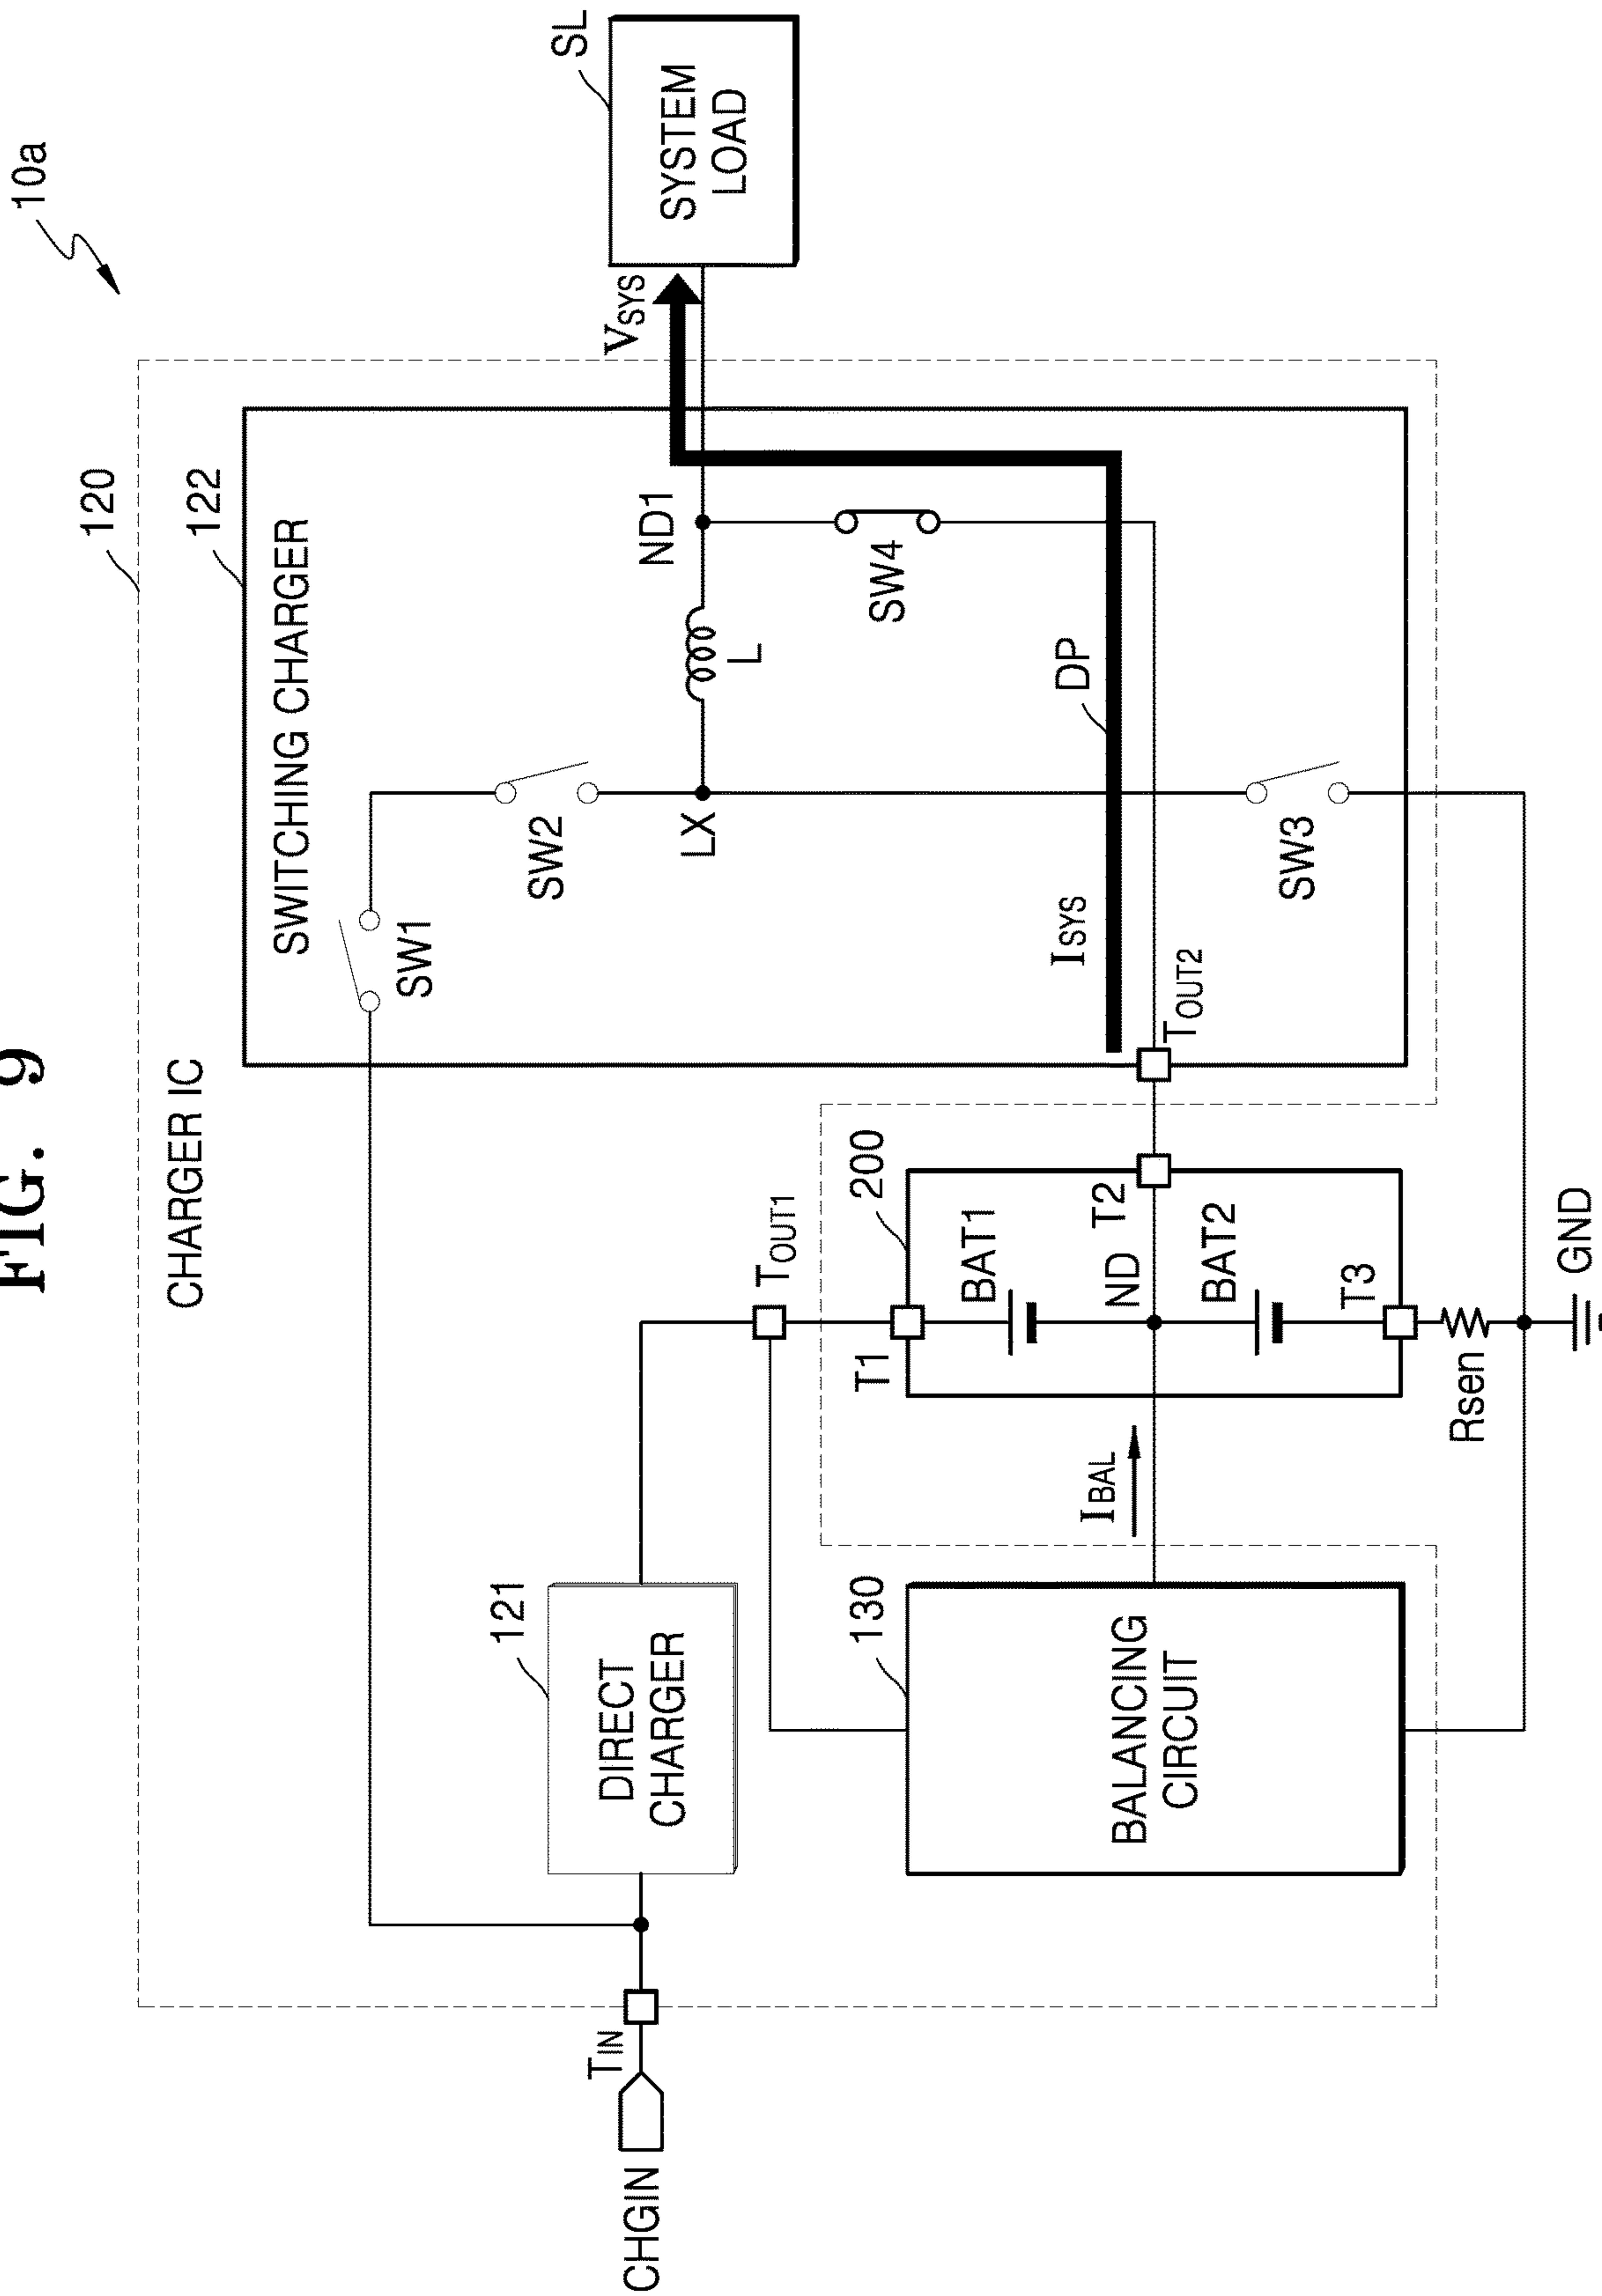 FIG. 9
10a
120
CHARGER IC
122
SWITCHING CHARGER
SW1
SW2
LX
L
ND1
SW4
SW3
DP
ISYS
VSYS
SL
SYSTEM
LOAD
CHGIN
TIN
121
DIRECT
CHARGER
TOUT1
130
BALANCING
CIRCUIT
IBAL
200
T1
BAT1
ND
T2
TOUT2
BAT2
T3
Rsen
GND